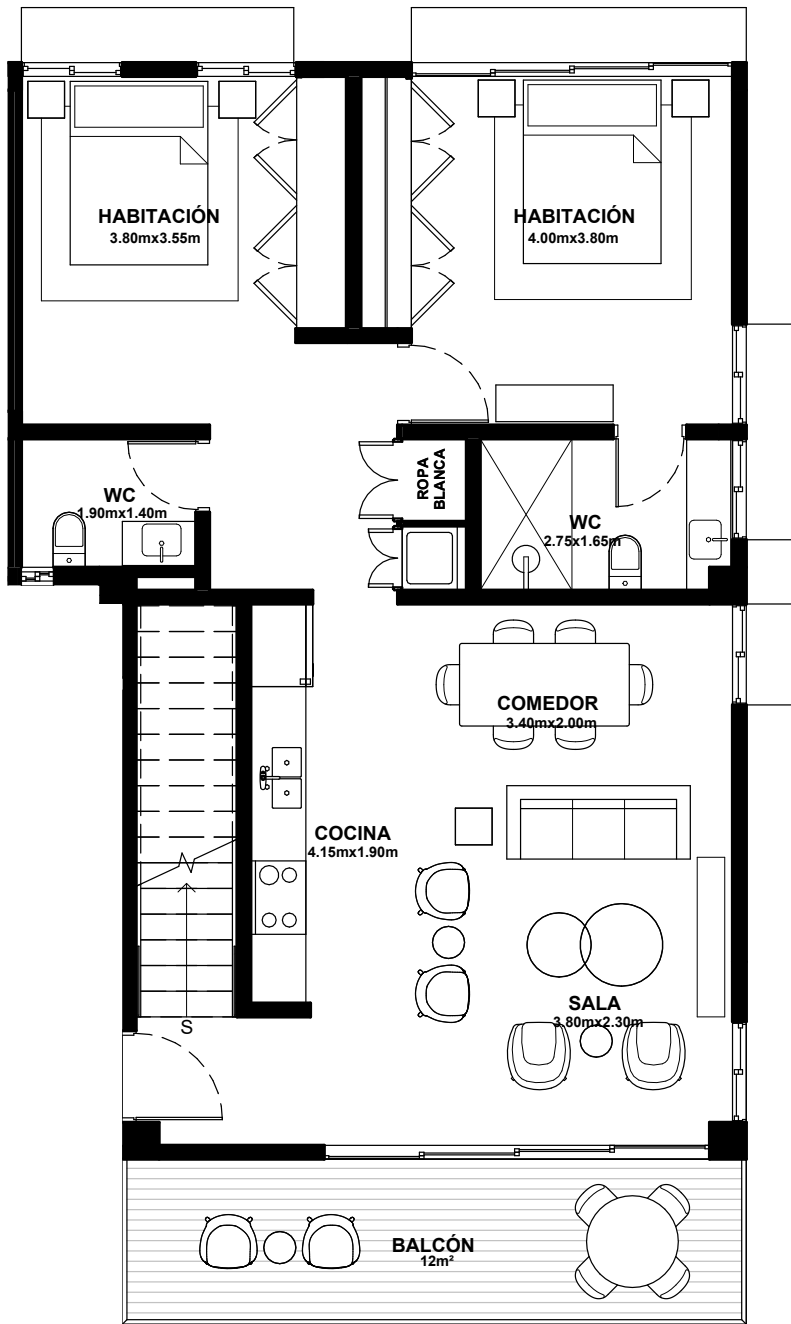 HABITACIÓN
3.80mx3.55m
HABITACIÓN
4.00mx3.80m
ROPA
BLANCA
WC
1.90mx1.40m
WC
2.75x1.65m
COMEDOR
3.40mx2.00m
COCINA
4.15mx1.90m
SALA
3.80mx2.30m
S
BALCÓN
12m²